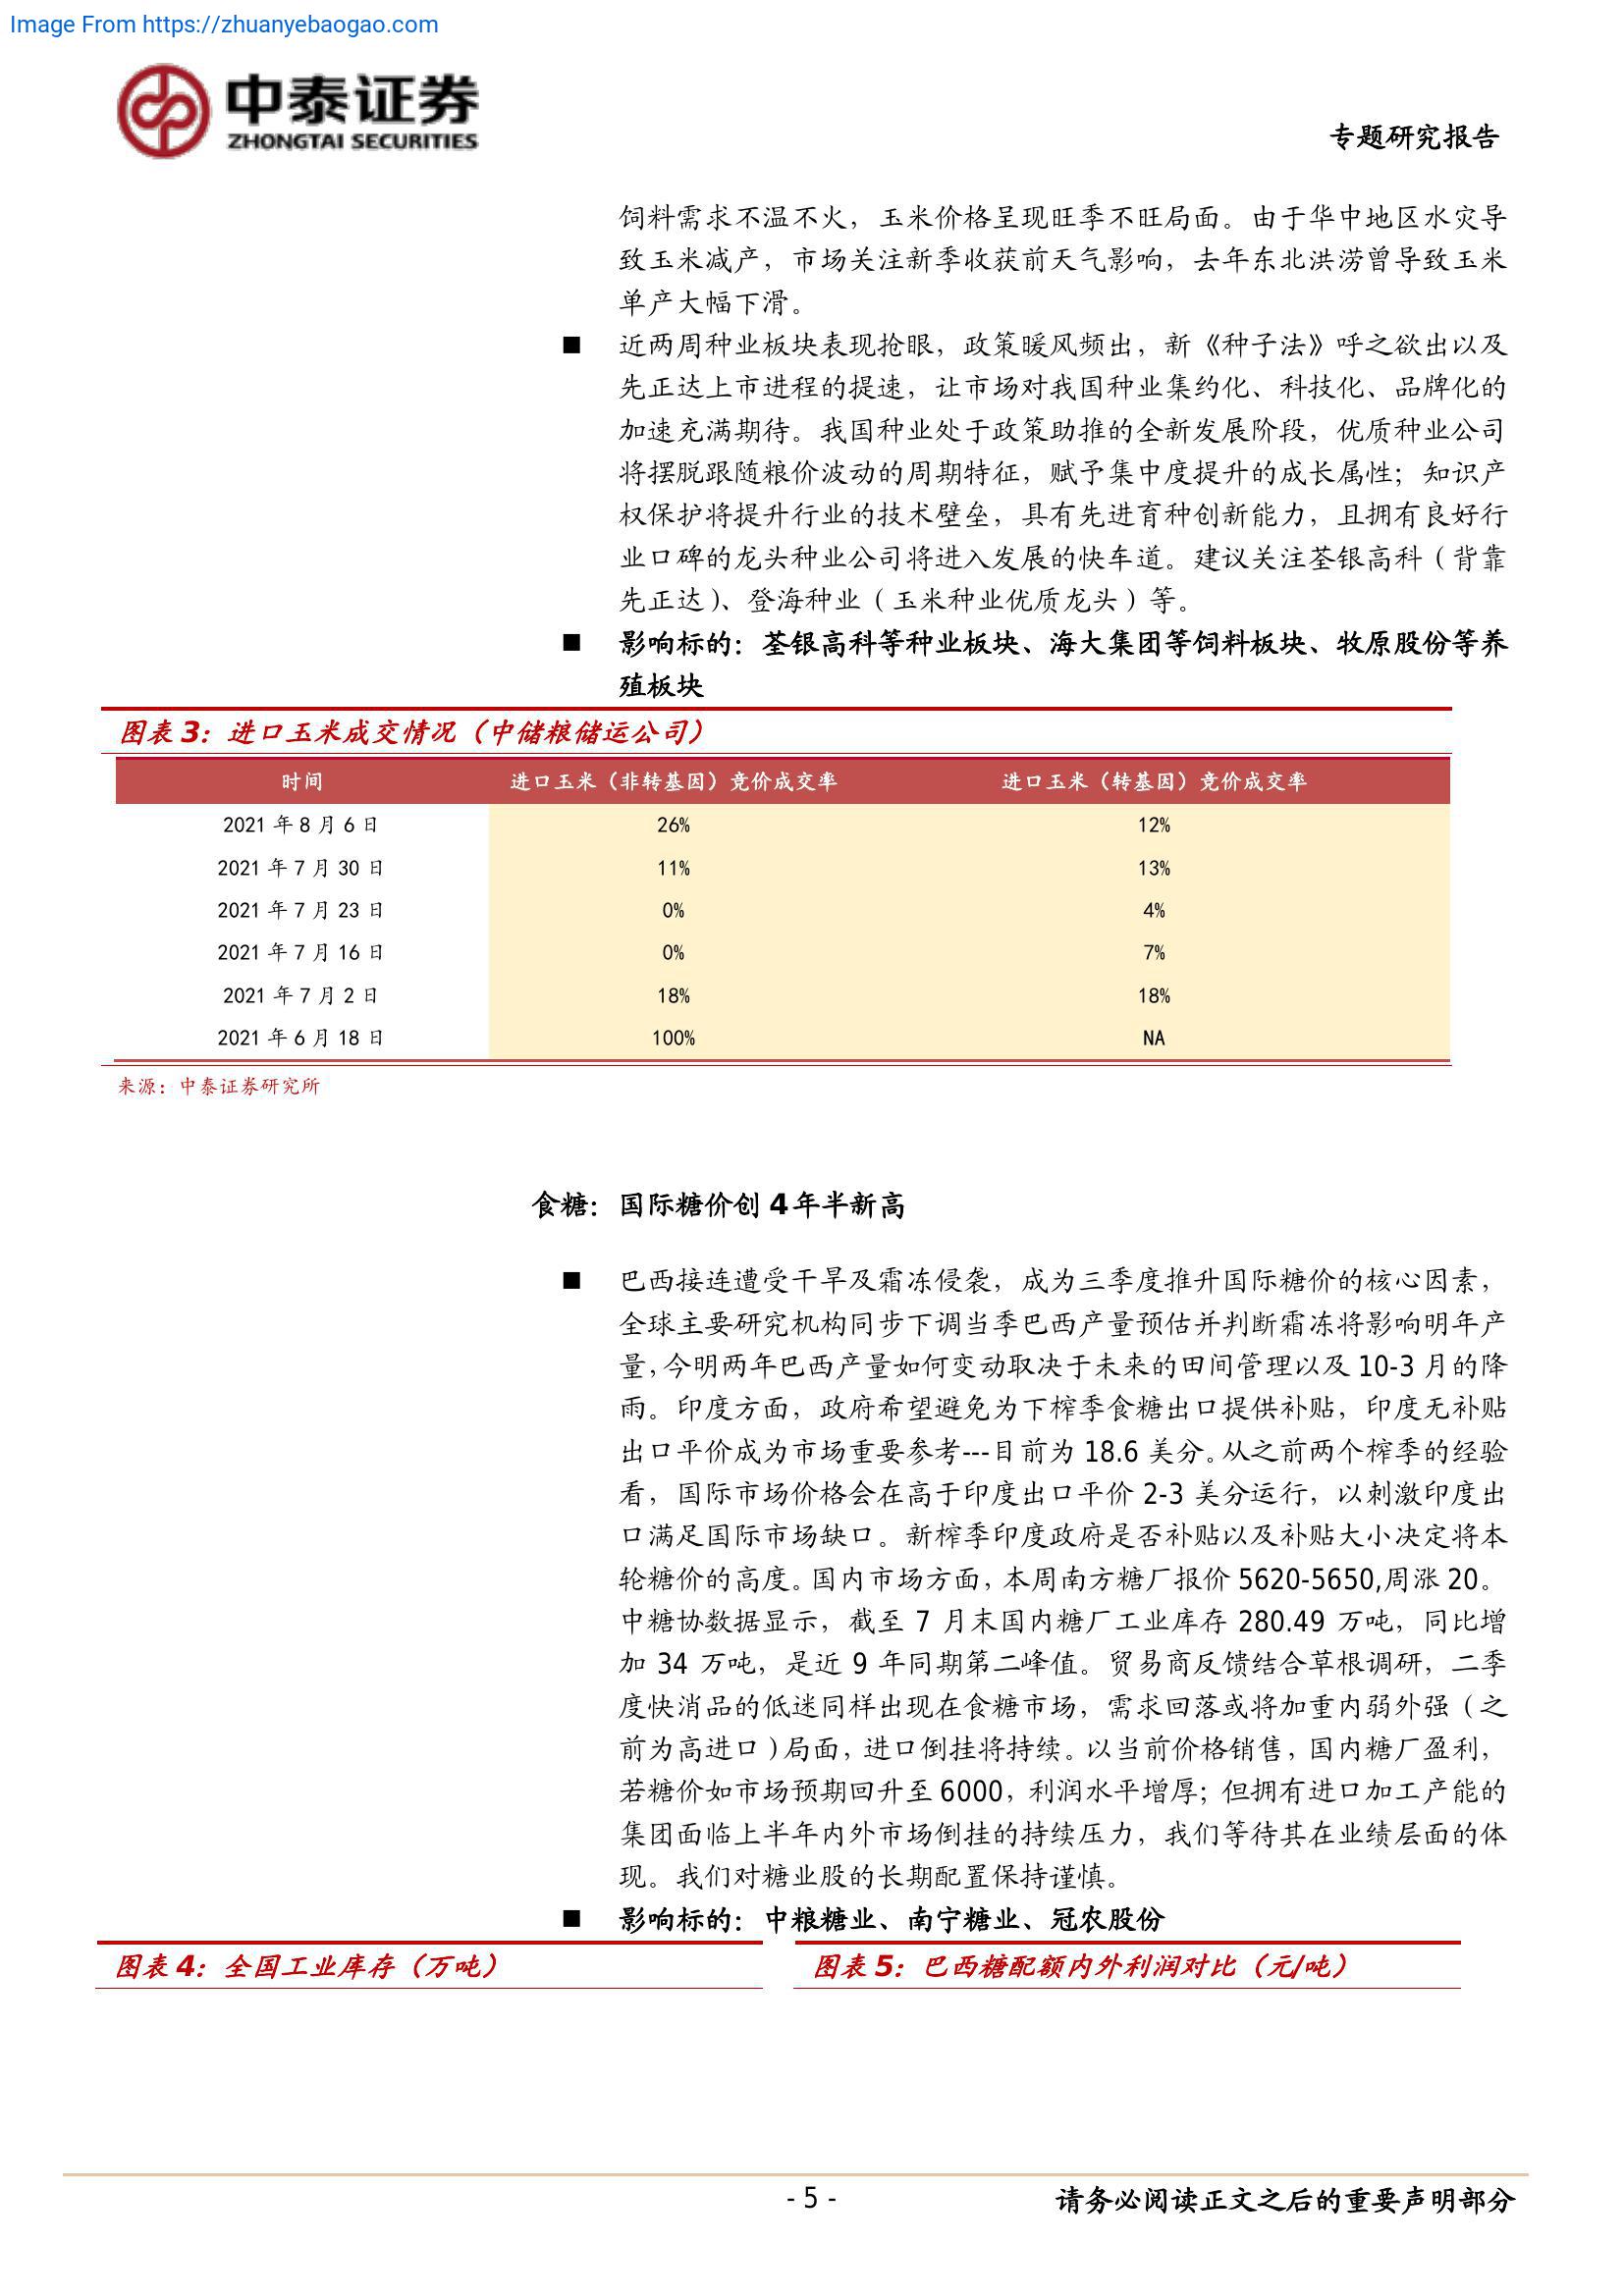 Image From https://zhuanyebaogao.com
中泰证券
ZHONGTAI SECURITIES
专题研究报告
饲料需求不温不火，玉米价格呈现旺季不旺局面。由于华中地区水灾导
致玉米减产，市场关注新季收获前天气影响，去年东北洪涝曾导致玉米
单产大幅下滑。
■ 近两周种业板块表现抢眼，政策暖风频出，新《种子法》呼之欲出以及
先正达上市进程的提速，让市场对我国种业集约化、科技化、品牌化的
加速充满期待。我国种业处于政策助推的全新发展阶段，优质种业公司
将摆脱跟随粮价波动的周期特征，赋予集中度提升的成长属性；知识产
权保护将提升行业的技术壁垒，具有先进育种创新能力，且拥有良好行
业口碑的龙头种业公司将进入发展的快车道。建议关注荃银高科（背靠
先正达）、登海种业（玉米种业优质龙头）等。
■ 影响标的：荃银高科等种业板块、海大集团等饲料板块、牧原股份等养
殖板块
图表 3：进口玉米成交情况（中储粮储运公司）
时间 进口玉米（非转基因）竞价成交率 进口玉米（转基因）竞价成交率
2021 年 8 月 6 日 26% 12%
2021 年 7 月 30 日 11% 13%
2021 年 7 月 23 日 0% 4%
2021 年 7 月 16 日 0% 7%
2021 年 7 月 2 日 18% 18%
2021 年 6 月 18 日 100% NA
来源：中泰证券研究所
食糖：国际糖价创 4 年半新高
■ 巴西接连遭受干旱及霜冻侵袭，成为三季度推升国际糖价的核心因素，
全球主要研究机构同步下调当季巴西产量预估并判断霜冻将影响明年产
量，今明两年巴西产量如何变动取决于未来的田间管理以及 10-3 月的降
雨。印度方面，政府希望避免为下榨季食糖出口提供补贴，印度无补贴
出口平价成为市场重要参考---目前为 18.6 美分。从之前两个榨季的经验
看，国际市场价格会在高于印度出口平价 2-3 美分运行，以刺激印度出
口满足国际市场缺口。新榨季印度政府是否补贴以及补贴大小决定将本
轮糖价的高度。国内市场方面，本周南方糖厂报价 5620-5650,周涨 20。
中糖协数据显示，截至 7 月末国内糖厂工业库存 280.49 万吨，同比增
加 34 万吨，是近 9 年同期第二峰值。贸易商反馈结合草根调研，二季
度快消品的低迷同样出现在食糖市场，需求回落或将加重内弱外强（之
前为高进口）局面，进口倒挂将持续。以当前价格销售，国内糖厂盈利，
若糖价如市场预期回升至 6000，利润水平增厚；但拥有进口加工产能的
集团面临上半年内外市场倒挂的持续压力，我们等待其在业绩层面的体
现。我们对糖业股的长期配置保持谨慎。
■ 影响标的：中粮糖业、南宁糖业、冠农股份
图表 4：全国工业库存（万吨） 图表 5：巴西糖配额内外利润对比（元/吨）
- 5 - 请务必阅读正文之后的重要声明部分